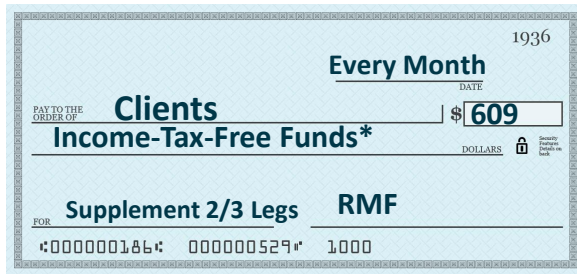 1936
Every Month
DATE
PAY TO THE
ORDER OF Clients $ 609
Income-Tax-Free Funds* DOLLARS
Security
Features
Details on
back
FOR Supplement 2/3 Legs RMF
⑆000000186⑆ 000000529⑈ 1000